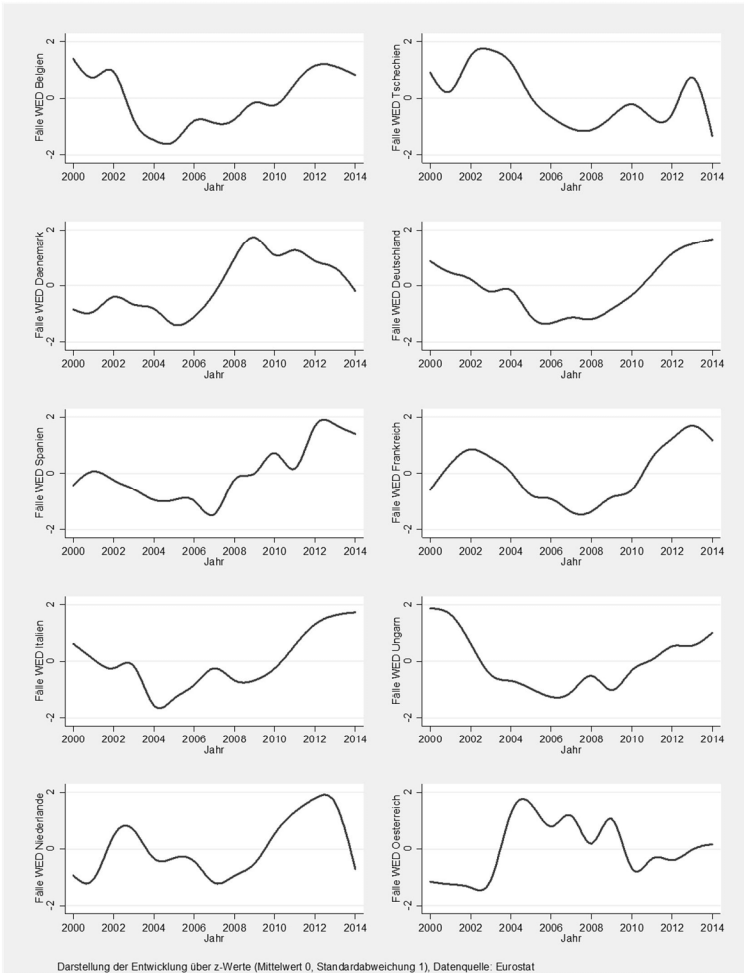 Fälle WED Belgien
2
0
-2
2000 2002 2004 2006 2008 2010 2012 2014
Jahr
Fälle WED Tschechien
2
0
-2
2000 2002 2004 2006 2008 2010 2012 2014
Jahr
Fälle WED Daenemark
2
0
-2
2000 2002 2004 2006 2008 2010 2012 2014
Jahr
Fälle WED Deutschland
2
0
-2
2000 2002 2004 2006 2008 2010 2012 2014
Jahr
Fälle WED Spanien
2
0
-2
2000 2002 2004 2006 2008 2010 2012 2014
Jahr
Fälle WED Frankreich
2
0
-2
2000 2002 2004 2006 2008 2010 2012 2014
Jahr
Fälle WED Italien
2
0
-2
2000 2002 2004 2006 2008 2010 2012 2014
Jahr
Fälle WED Ungarn
2
0
-2
2000 2002 2004 2006 2008 2010 2012 2014
Jahr
Fälle WED Niederlande
2
0
-2
2000 2002 2004 2006 2008 2010 2012 2014
Jahr
Fälle WED Oesterreich
2
0
-2
2000 2002 2004 2006 2008 2010 2012 2014
Jahr
Darstellung der Entwicklung über z-Werte (Mittelwert 0, Standardabweichung 1), Datenquelle: Eurostat